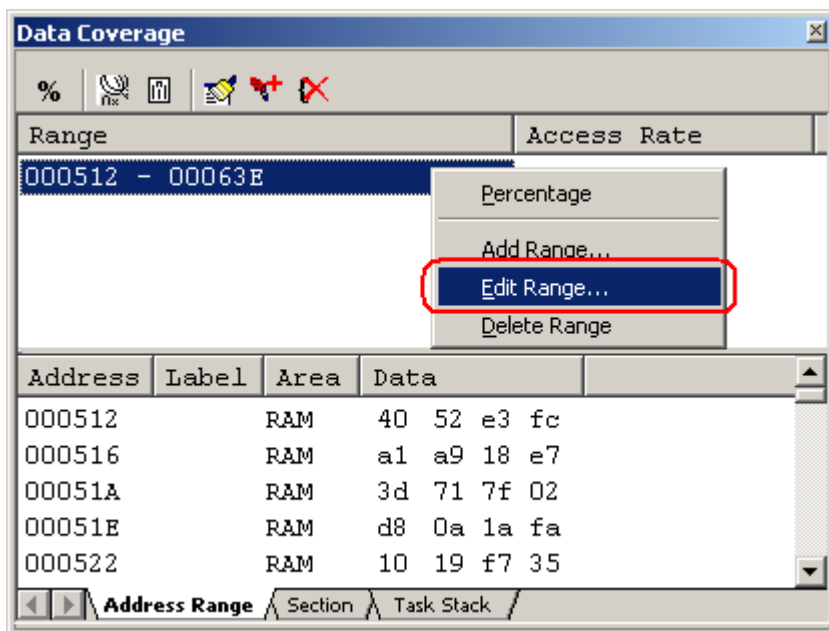 Data Coverage
%
Range Access Rate
000512 - 00063E
Percentage
Add Range...
Edit Range...
Delete Range
Address Label Area Data
000512 RAM 40 52 e3 fc
000516 RAM a1 a9 18 e7
00051A RAM 3d 71 7f 02
00051E RAM d8 0a 1a fa
000522 RAM 10 19 f7 35
Address Range Section Task Stack